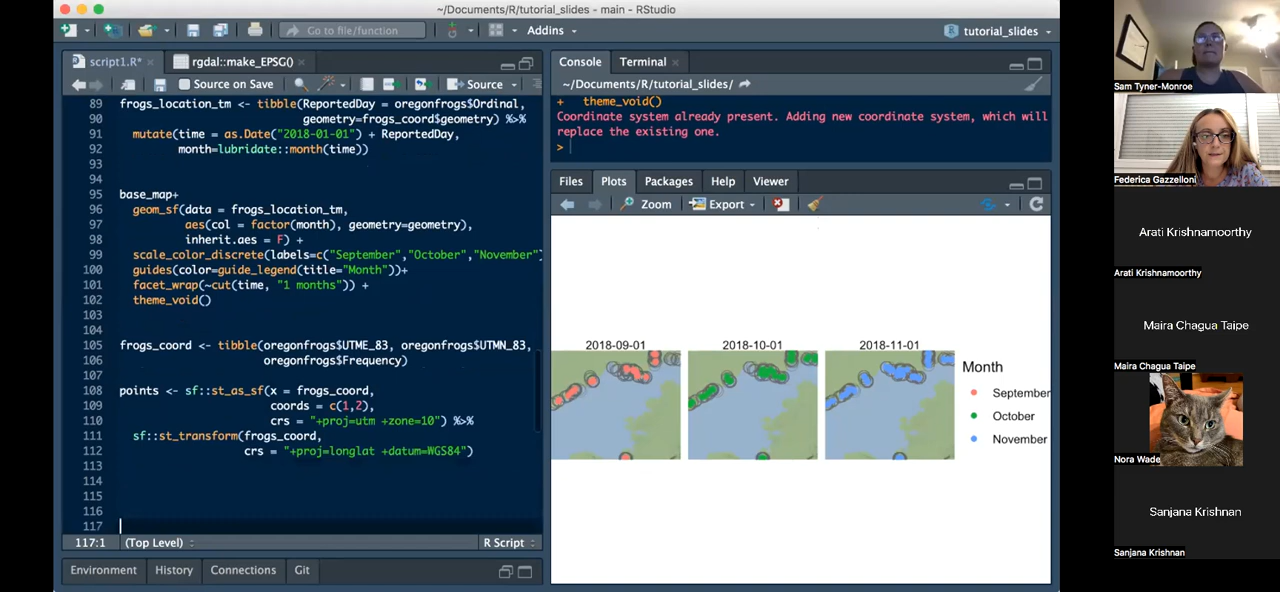 ~/Documents/R/tutorial_slides - main - RStudio
Go to file/function
Addins
tutorial_slides
script1.R*
rgdal::make_EPSG()
Source on Save
Source
89 frogs_location_tm <- tibble(ReportedDay = oregonfrogs$Ordinal,
90 geometry=frogs_coord$geometry) %>%
91 mutate(time = as.Date("2018-01-01") + ReportedDay,
92 month=lubridate::month(time))
93
94
95 base_map+
96 geom_sf(data = frogs_location_tm,
97 aes(col = factor(month), geometry=geometry),
98 inherit.aes = F) +
99 scale_color_discrete(labels=c("September","October","November")
100 guides(color=guide_legend(title="Month"))+
101 facet_wrap(~cut(time, "1 months")) +
102 theme_void()
103
104
105 frogs_coord <- tibble(oregonfrogs$UTME_83, oregonfrogs$UTMN_83,
106 oregonfrogs$Frequency)
107
108 points <- sf::st_as_sf(x = frogs_coord,
109 coords = c(1,2),
110 crs = "+proj=utm +zone=10") %>%
111 sf::st_transform(frogs_coord,
112 crs = "+proj=longlat +datum=WGS84")
113
114
115
116
117
117:1 (Top Level) R Script
Environment History Connections Git
Console Terminal
~/Documents/R/tutorial_slides/
+ theme_void()
Coordinate system already present. Adding new coordinate system, which will
replace the existing one.
>
Files Plots Packages Help Viewer
Zoom Export
2018-09-01 2018-10-01 2018-11-01
Month
September
October
November
Sam Tyner-Monroe
Federica Gazzelloni
Arati Krishnamoorthy
Arati Krishnamoorthy
Maira Chagua Taipe
Maira Chagua Taipe
Nora Wade
Sanjana Krishnan
Sanjana Krishnan